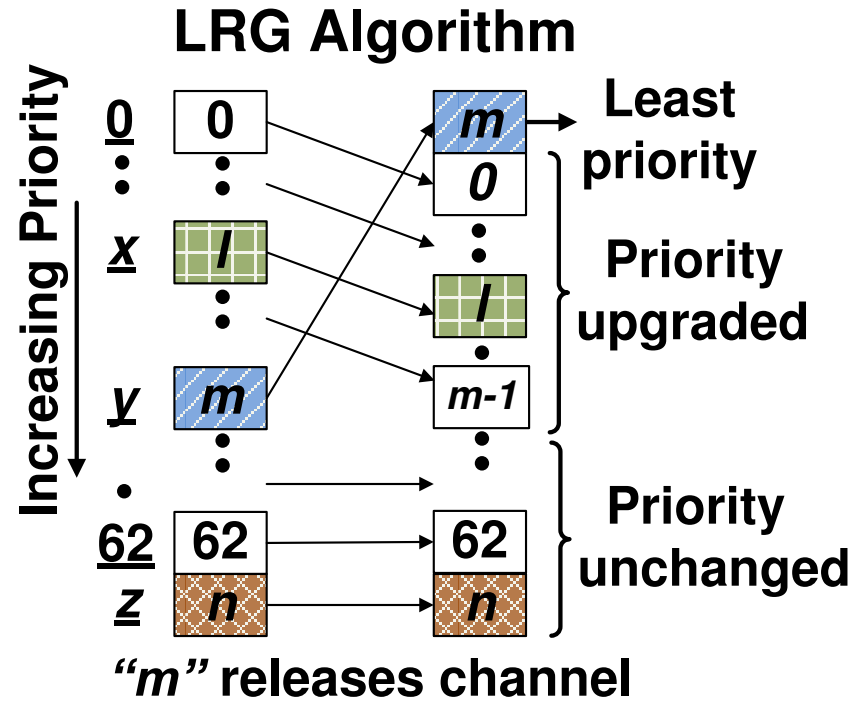 LRG Algorithm
Increasing Priority
0 0 m Least priority
0
x l l Priority upgraded
y m m-1
62 62 62 Priority unchanged
z n n
“m” releases channel